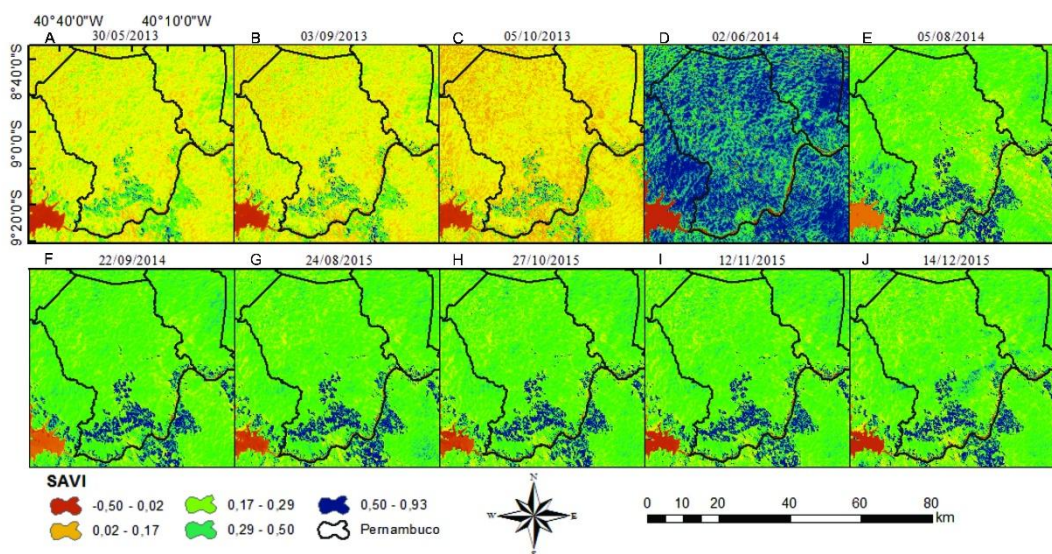 40°40'0"W 40°10'0"W
A 30/05/2013 B 03/09/2013 C 05/10/2013 D 02/06/2014 E 05/08/2014
8°40'0"S
9°0'0"S
9°20'0"S
F 22/09/2014 G 24/08/2015 H 27/10/2015 I 12/11/2015 J 14/12/2015
SAVI
-0,50 - 0,02 0,17 - 0,29 0,50 - 0,93
0,02 - 0,17 0,29 - 0,50 Pernambuco
N
W E
S
0 10 20 40 60 80
km